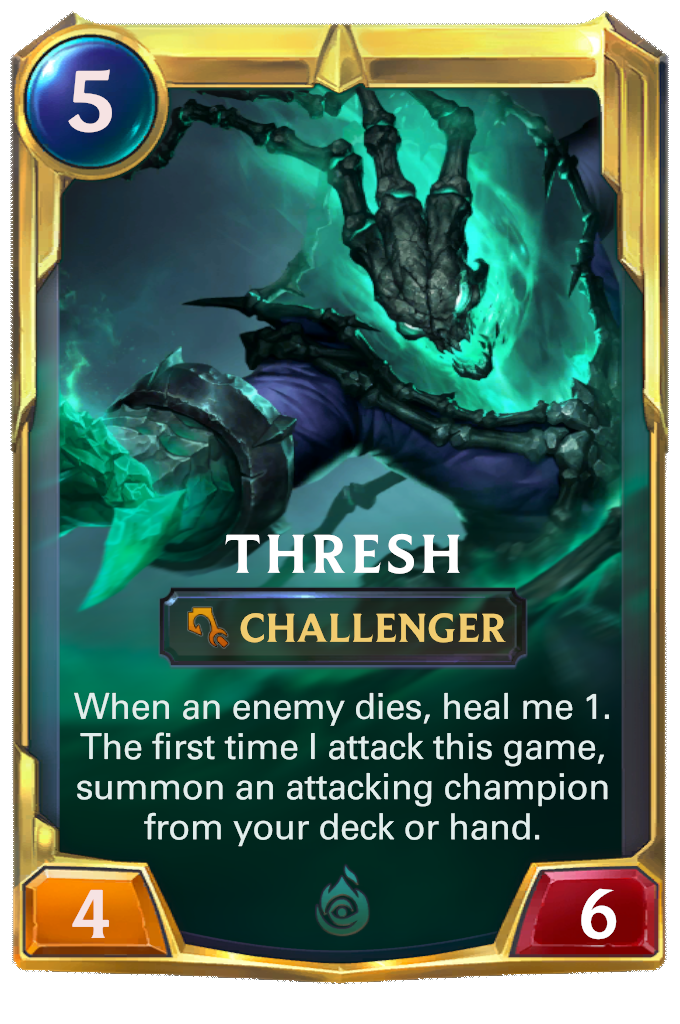 5
THRESH
CHALLENGER
When an enemy dies, heal me 1.
The first time I attack this game,
summon an attacking champion
from your deck or hand.
4
6